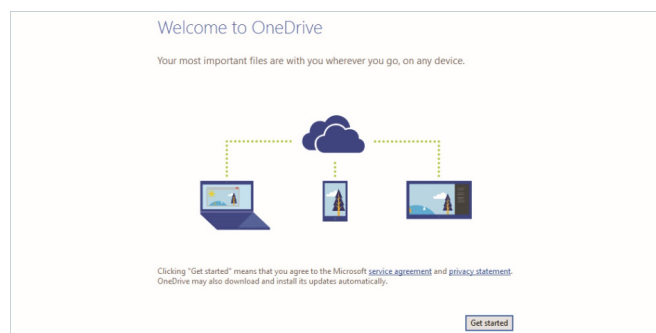 Welcome to OneDrive
Your most important files are with you wherever you go, on any device.
Clicking "Get started" means that you agree to the Microsoft service agreement and privacy statement.
OneDrive may also download and install its updates automatically.
Get started